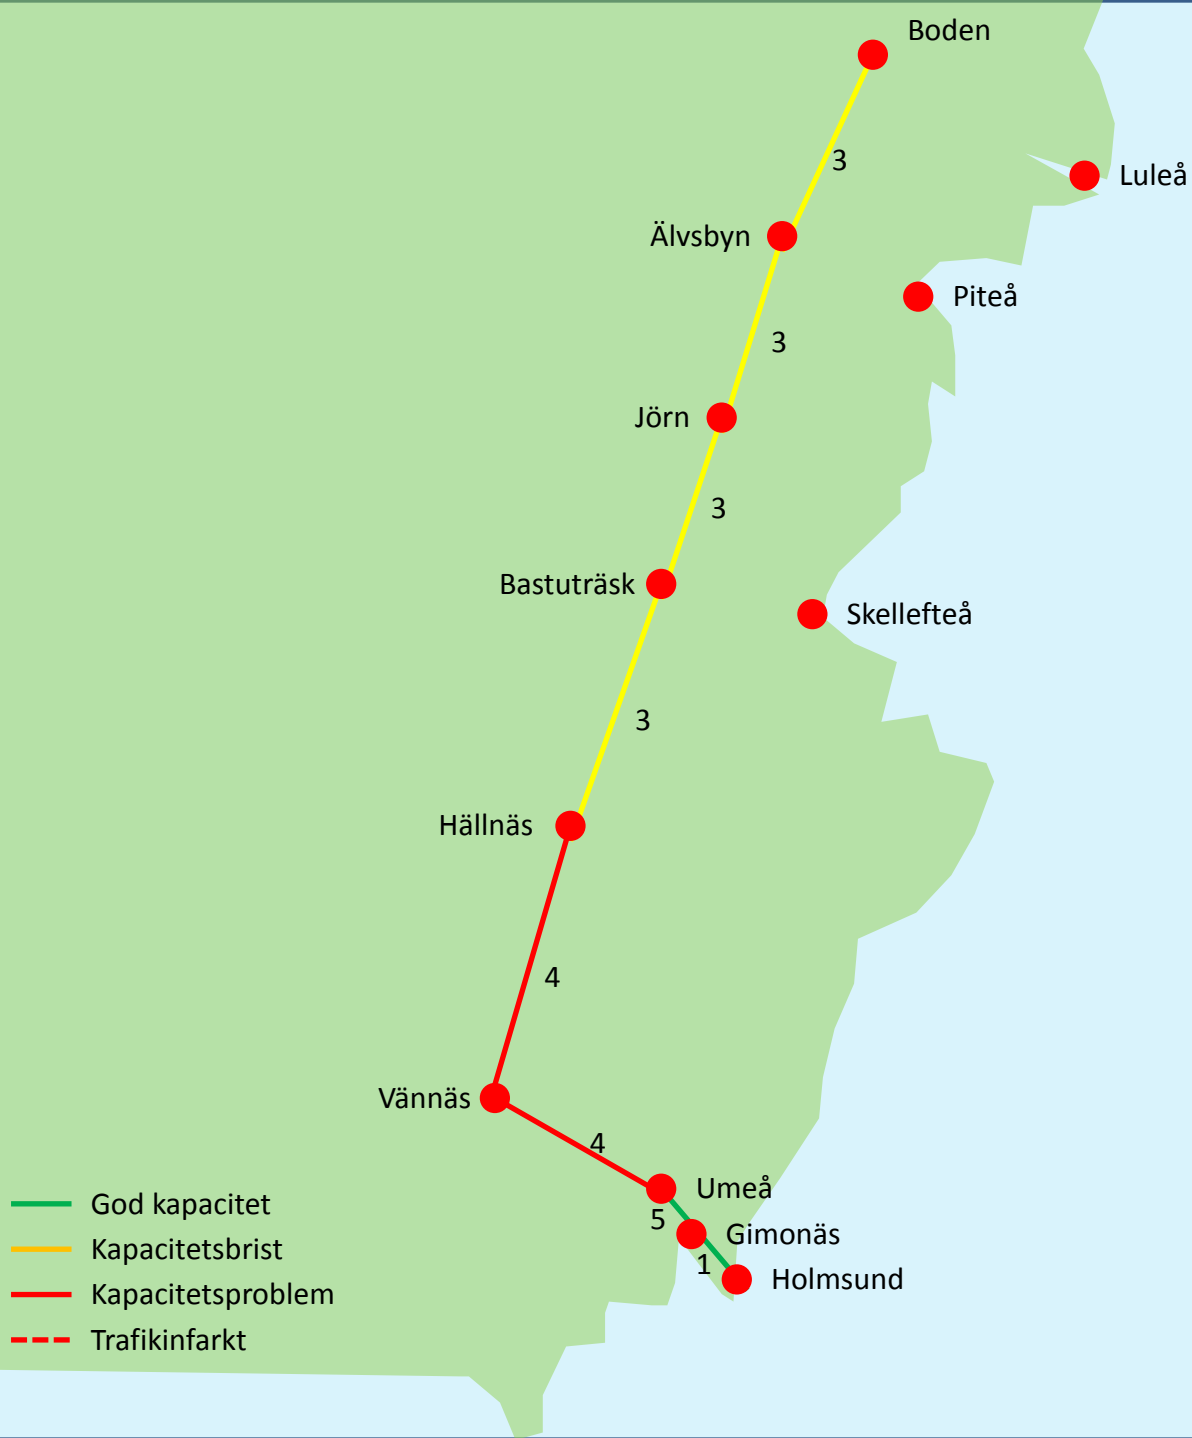 Boden
3
Luleå
Älvsbyn
Piteå
3
Jörn
3
Bastuträsk
Skellefteå
3
Hällnäs
4
Vännäs
4
Umeå
5
Gimonäs
1
Holmsund
God kapacitet
Kapacitetsbrist
Kapacitetsproblem
Trafikinfarkt